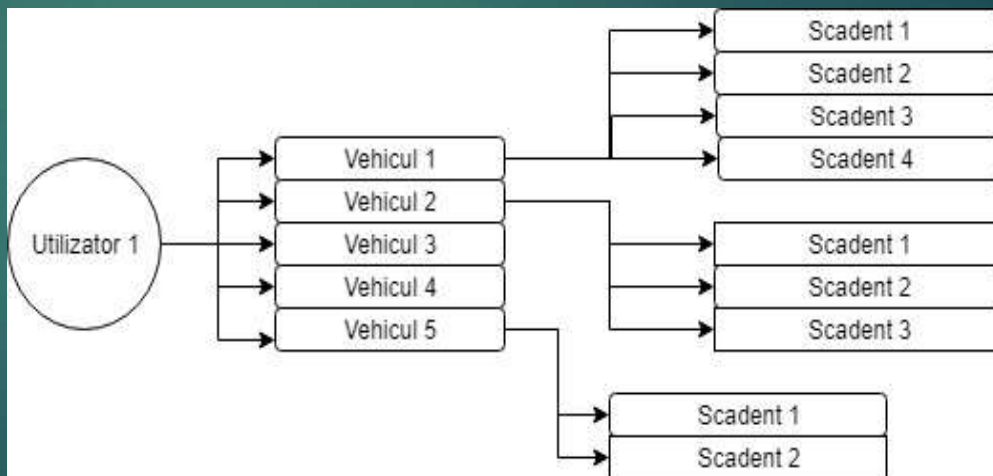 Utilizator 1
Vehicul 1
Vehicul 2
Vehicul 3
Vehicul 4
Vehicul 5
Scadent 1
Scadent 2
Scadent 3
Scadent 4
Scadent 1
Scadent 2
Scadent 3
Scadent 1
Scadent 2